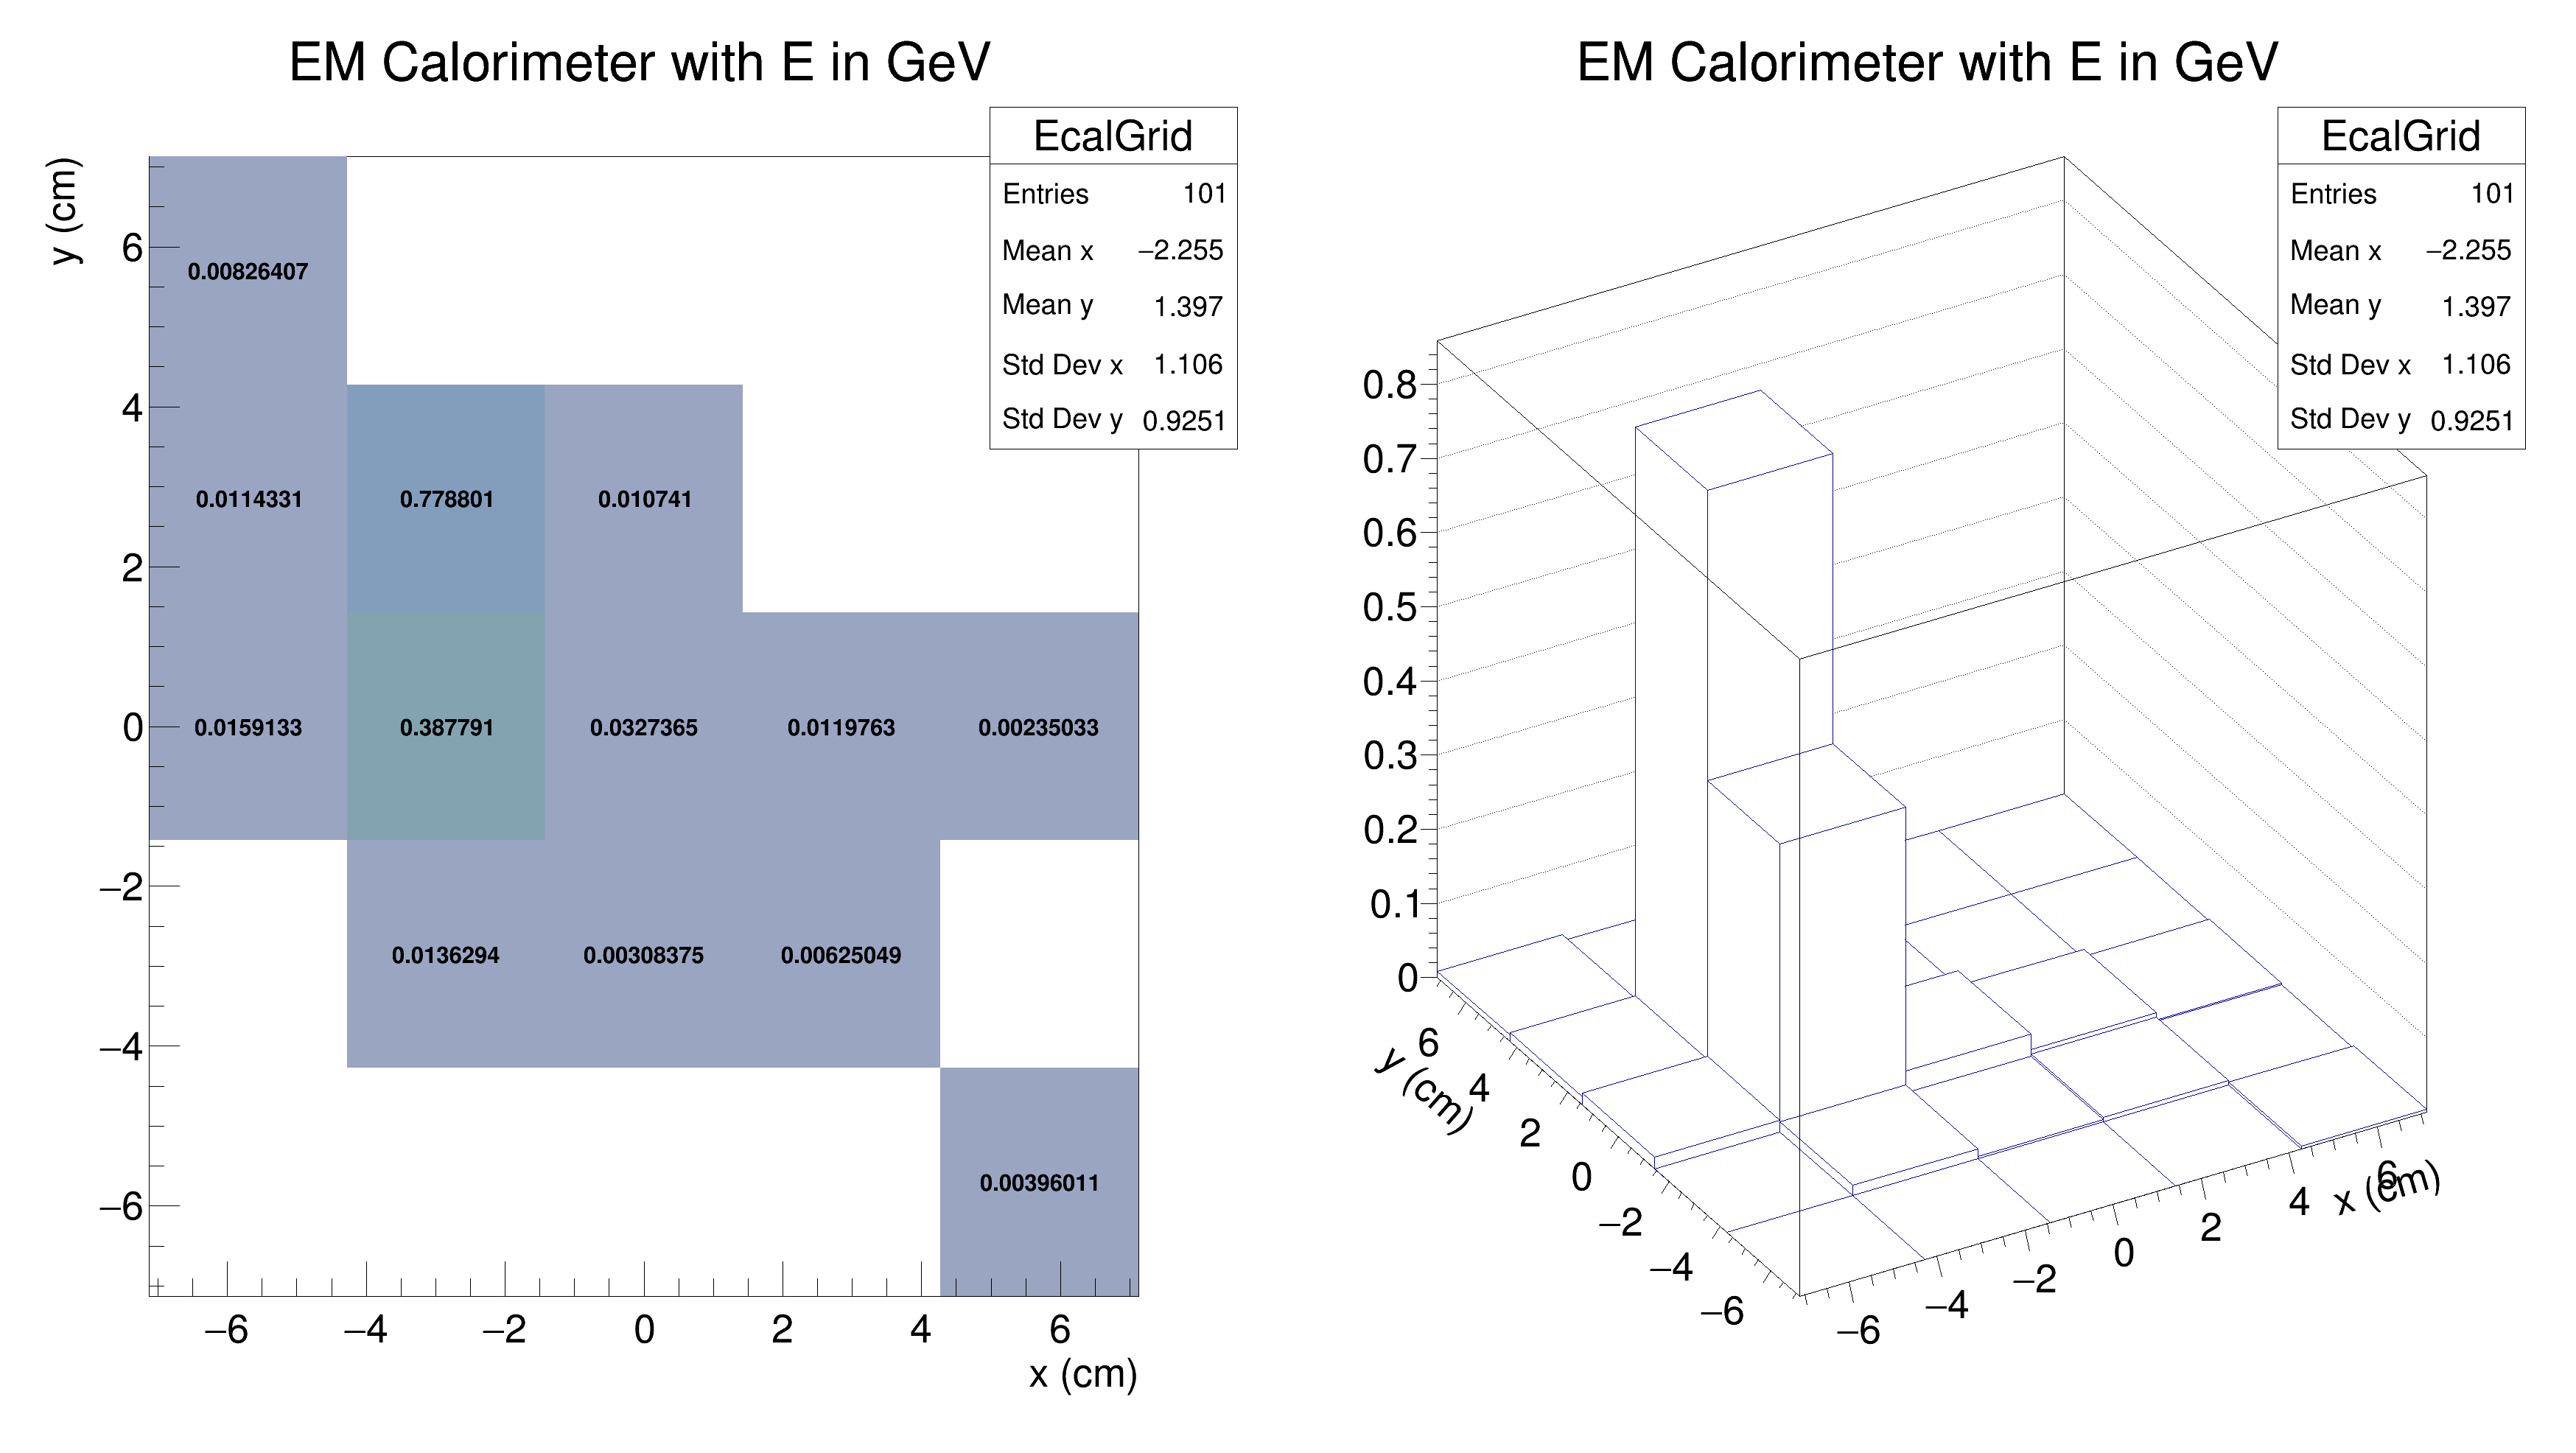 EM Calorimeter with E in GeV
EcalGrid
Entries 101
Mean x −2.255
Mean y 1.397
Std Dev x 1.106
Std Dev y 0.9251
y (cm)
6
4
2
0
−2
−4
−6
0.00826407
0.0114331 0.778801 0.010741
0.0159133 0.387791 0.0327365 0.0119763 0.00235033
0.0136294 0.00308375 0.00625049
0.00396011
−6 −4 −2 0 2 4 6
x (cm)
EM Calorimeter with E in GeV
EcalGrid
Entries 101
Mean x −2.255
Mean y 1.397
Std Dev x 1.106
Std Dev y 0.9251
0.8
0.7
0.6
0.5
0.4
0.3
0.2
0.1
0
y (cm)
6
4
2
0
−2
−4
−6
−6
−4
−2
0
2
4
6
x (cm)